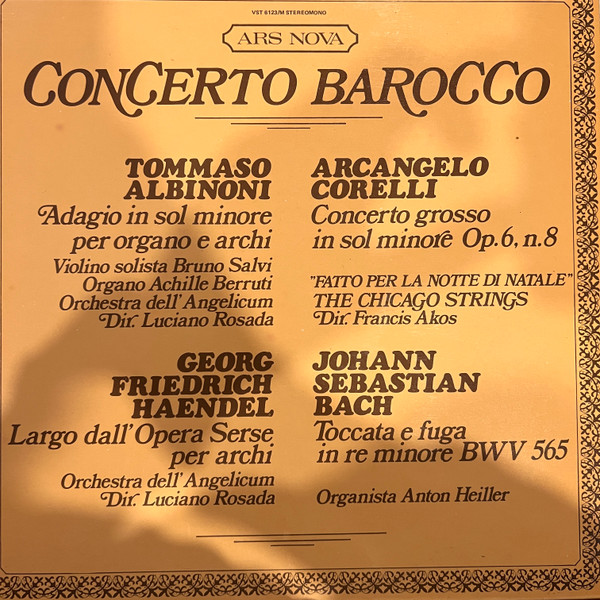 VST 6123/M STEREOMONO
ARS NOVA
CONCERTO BAROCCO
TOMMASO
ALBINONI
Adagio in sol minore
per organo e archi
Violino solista Bruno Salvi
Organo Achille Berruti
Orchestra dell'Angelicum
Dir. Luciano Rosada
ARCANGELO
CORELLI
Concerto grosso
in sol minore Op.6, n.8
"FATTO PER LA NOTTE DI NATALE"
THE CHICAGO STRINGS
Dir. Francis Akos
GEORG
FRIEDRICH
HAENDEL
Largo dall'Opera Serse
per archi
Orchestra dell'Angelicum
Dir. Luciano Rosada
JOHANN
SEBASTIAN
BACH
Toccata e fuga
in re minore BWV 565
Organista Anton Heiller